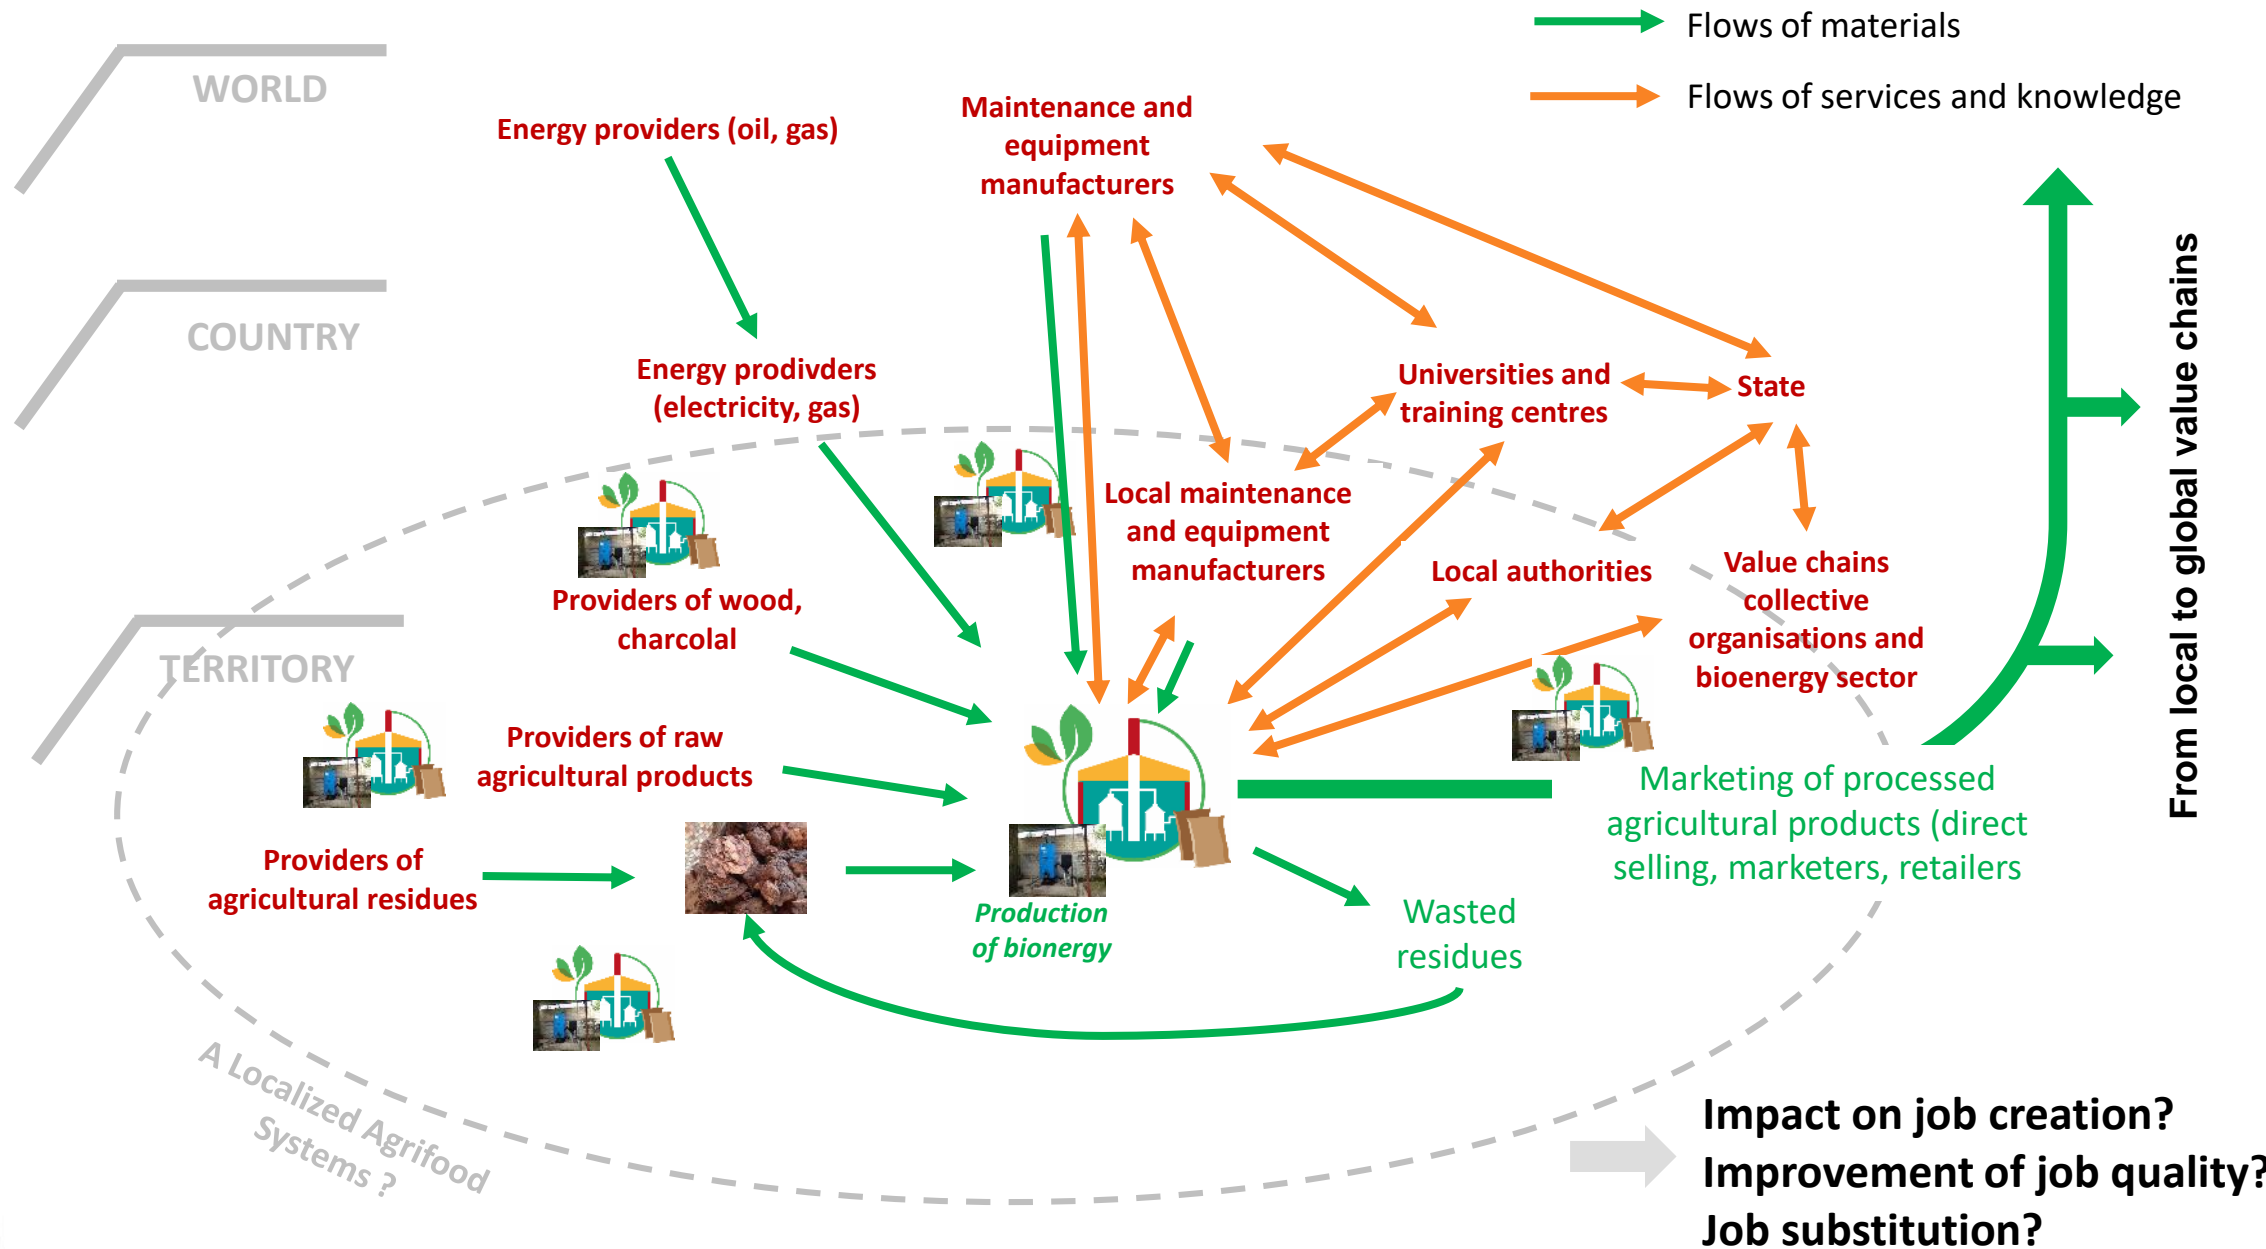 Flows of materials
Flows of services and knowledge
WORLD
Energy providers (oil, gas)
Maintenance and
equipment
manufacturers
COUNTRY
Energy prodivders
(electricity, gas)
Universities and
training centres
State
From local to global value chains
Local maintenance
and equipment
manufacturers
Local authorities
Value chains
collective
organisations and
bioenergy sector
Providers of wood,
charcolal
TERRITORY
Providers of raw
agricultural products
Marketing of processed
agricultural products (direct
selling, marketers, retailers
Providers of
agricultural residues
Production
of bionergy
Wasted
residues
A Localized Agrifood
Systems ?
Impact on job creation?
Improvement of job quality?
Job substitution?